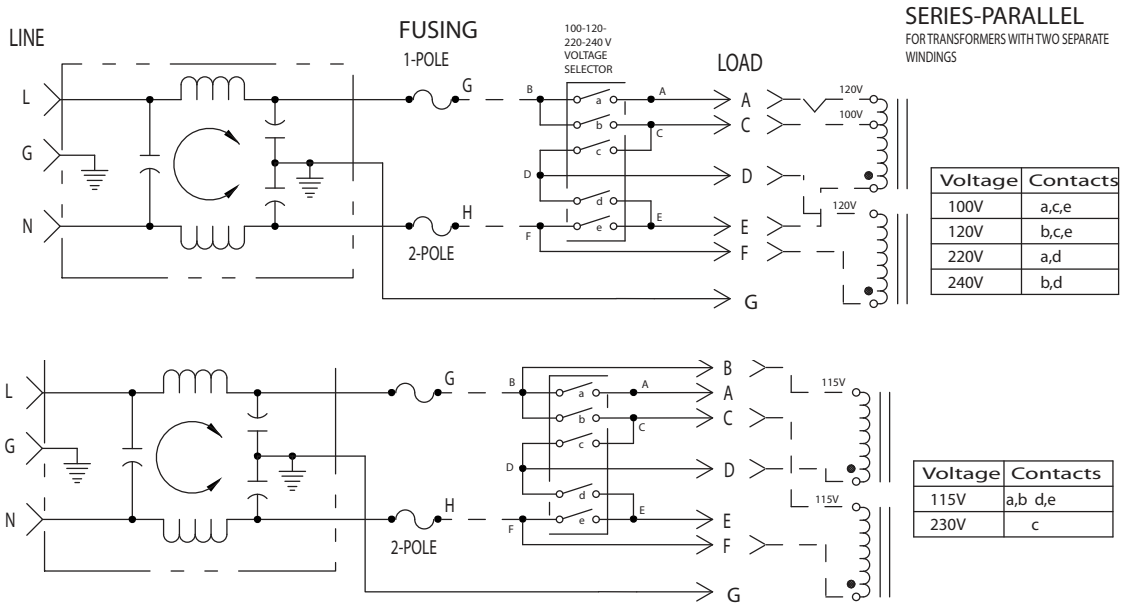 SERIES-PARALLEL
FOR TRANSFORMERS WITH TWO SEPARATE
WINDINGS
LINE
FUSING
1-POLE
100-120-
220-240 V
VOLTAGE
SELECTOR
LOAD
L
G
B
a
A
A
120V
b
C
C
100V
G
c
D
D
Voltage Contacts
100V a,c,e
120V b,c,e
220V a,d
240V b,d
d
120V
N
H
F
e
E
E
2-POLE
F
G
B
L
G
B
a
A
A
115V
b
C
C
G
c
D
D
Voltage Contacts
115V a,b d,e
230V c
d
115V
N
H
F
e
E
E
2-POLE
F
G